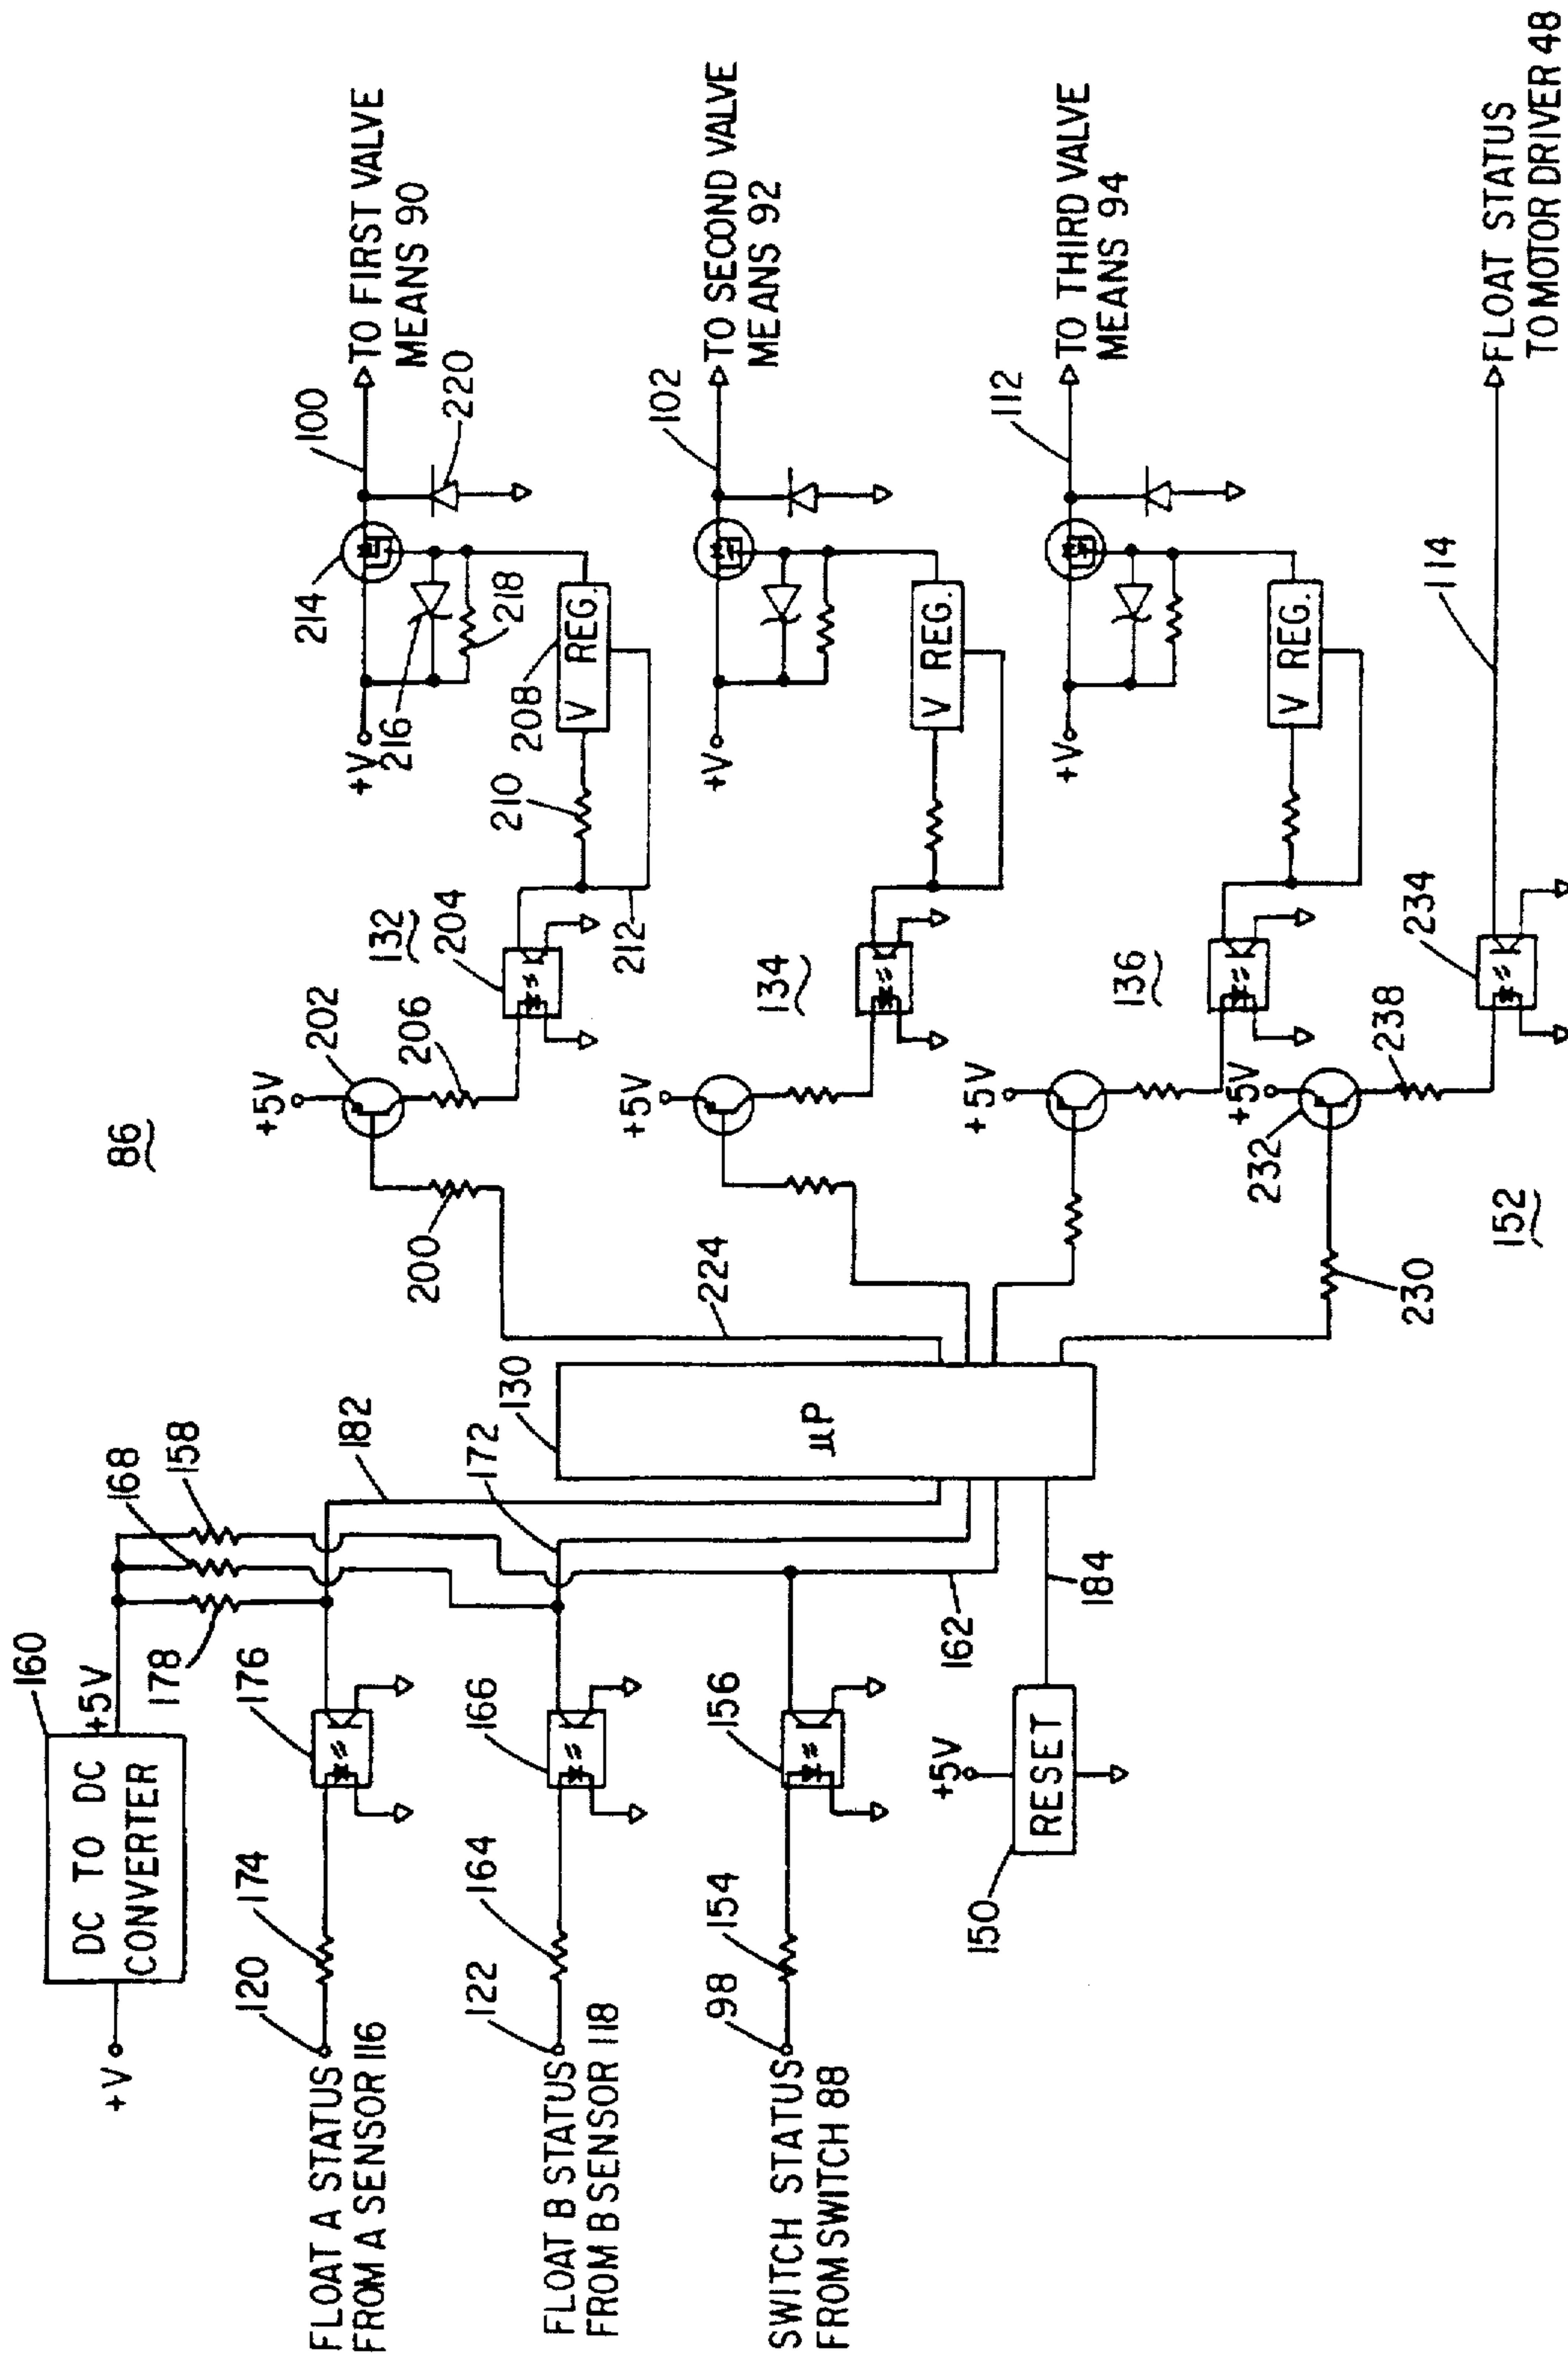 86
160
DC TO DC
CONVERTER
+V
+5V
168
158
178
182
172
120
174
176
FLOAT A STATUS
FROM A SENSOR 116
122
164
166
FLOAT B STATUS
FROM B SENSOR 118
98
154
156
SWITCH STATUS
FROM SWITCH 88
162
184
150
RESET
+5V
130
μP
224
200
+5V
202
206
132
204
212
210
208
V REG.
+V
216
218
214
220
100
TO FIRST VALVE
MEANS 90
+5V
134
V REG.
+V
102
TO SECOND VALVE
MEANS 92
+5V
136
V REG.
+V
112
TO THIRD VALVE
MEANS 94
152
230
232
+5V
238
234
114
FLOAT STATUS
TO MOTOR DRIVER 48